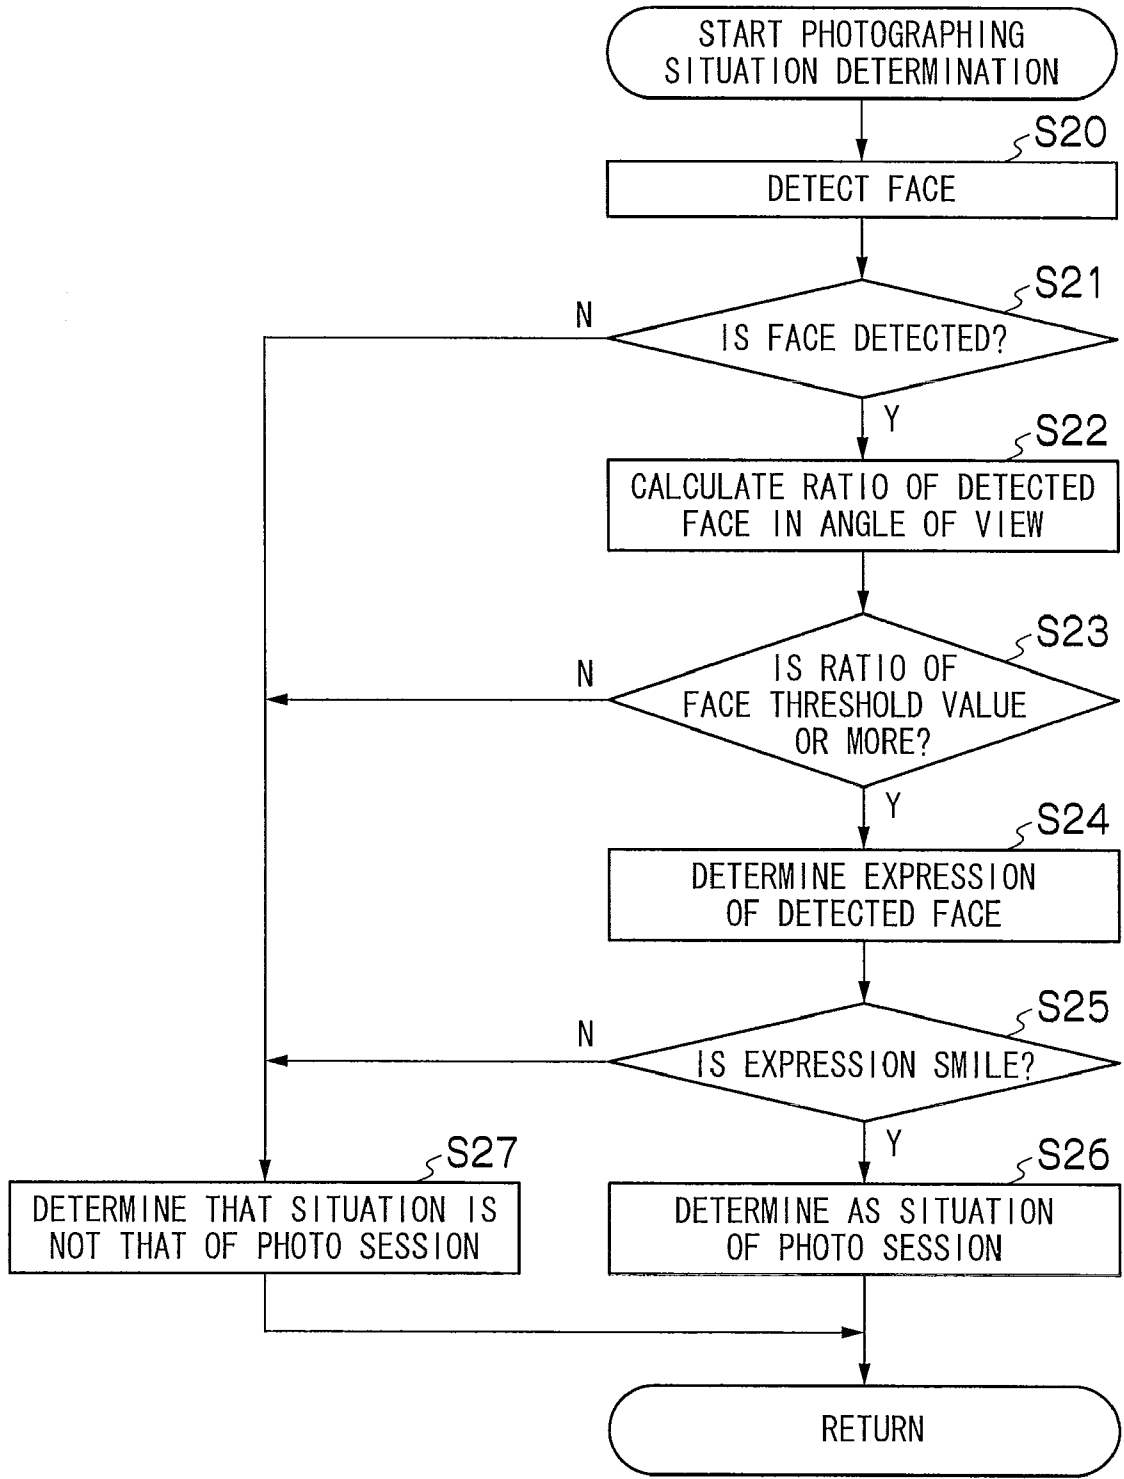 START PHOTOGRAPHING
SITUATION DETERMINATION
S20
DETECT FACE
S21
N
IS FACE DETECTED?
Y
S22
CALCULATE RATIO OF DETECTED
FACE IN ANGLE OF VIEW
S23
N
IS RATIO OF
FACE THRESHOLD VALUE
OR MORE?
Y
S24
DETERMINE EXPRESSION
OF DETECTED FACE
S25
N
IS EXPRESSION SMILE?
Y
S27
DETERMINE THAT SITUATION IS
NOT THAT OF PHOTO SESSION
S26
DETERMINE AS SITUATION
OF PHOTO SESSION
RETURN